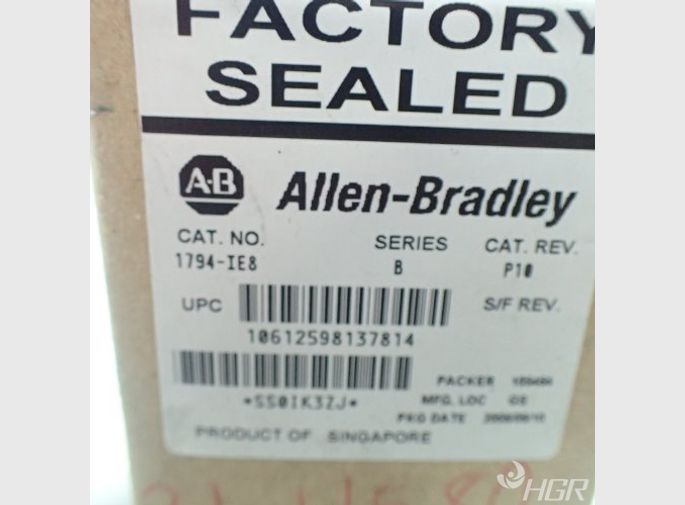 FACTORY
SEALED
A-B Allen-Bradley
CAT. NO. SERIES CAT. REV.
1794-IE8 B P10
UPC S/F REV.
10612598137814
PACKER
*SS0IK3ZJ* MFG. LOC
PKG DATE
PRODUCT OF SINGAPORE
HGR